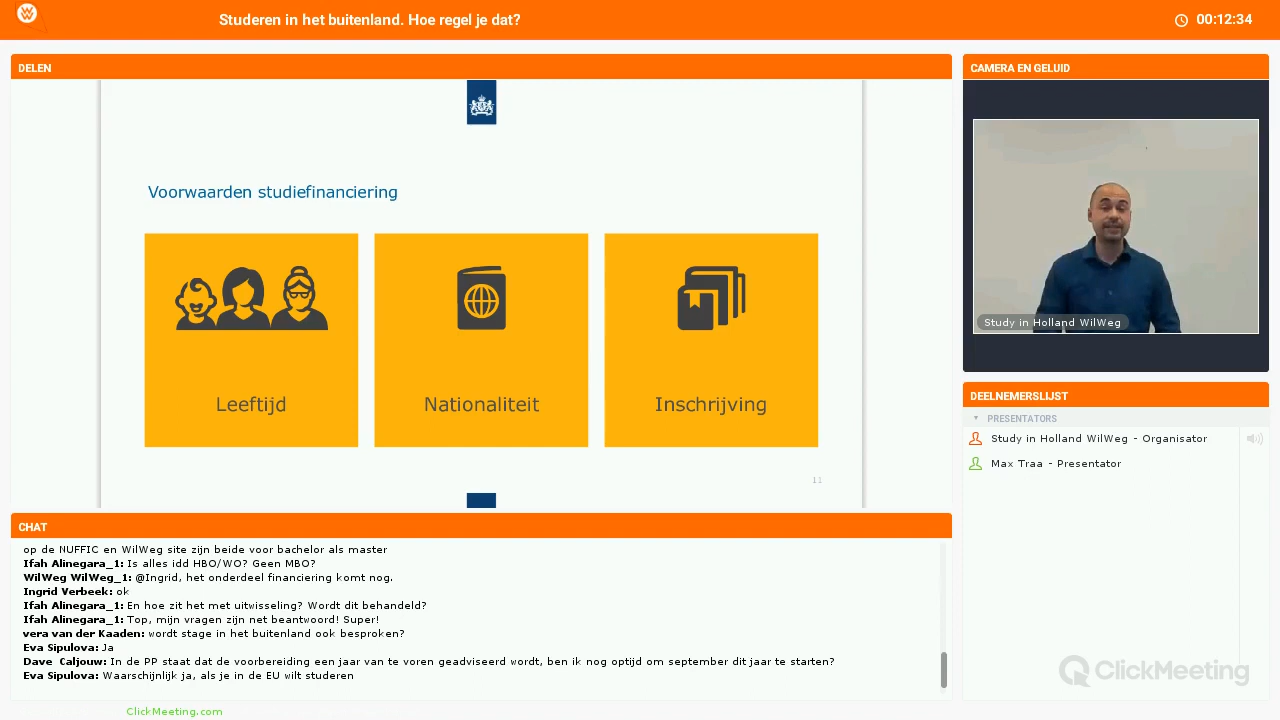 Studeren in het buitenland. Hoe regel je dat?
00:12:34
DELEN
Voorwaarden studiefinanciering
Leeftijd
Nationaliteit
Inschrijving
11
CAMERA EN GELUID
Study in Holland WilWeg
DEELNEMERSLIJST
PRESENTATORS
Study in Holland WilWeg - Organisator
Max Traa - Presentator
CHAT
op de NUFFIC en WilWeg site zijn beide voor bachelor als master
Ifah Alinegara_1: Is alles idd HBO/WO? Geen MBO?
WilWeg WilWeg_1: @Ingrid, het onderdeel financiering komt nog.
Ingrid Verbeek: ok
Ifah Alinegara_1: En hoe zit het met uitwisseling? Wordt dit behandeld?
Ifah Alinegara_1: Top, mijn vragen zijn net beantwoord! Super!
vera van der Kaaden: wordt stage in het buitenland ook besproken?
Eva Sipulova: Ja
Dave Caljouw: In de PP staat dat de voorbereiding een jaar van te voren geadviseerd wordt, ben ik nog optijd om september dit jaar te starten?
Eva Sipulova: Waarschijnlijk ja, als je in de EU wilt studeren
ClickMeeting
ClickMeeting.com